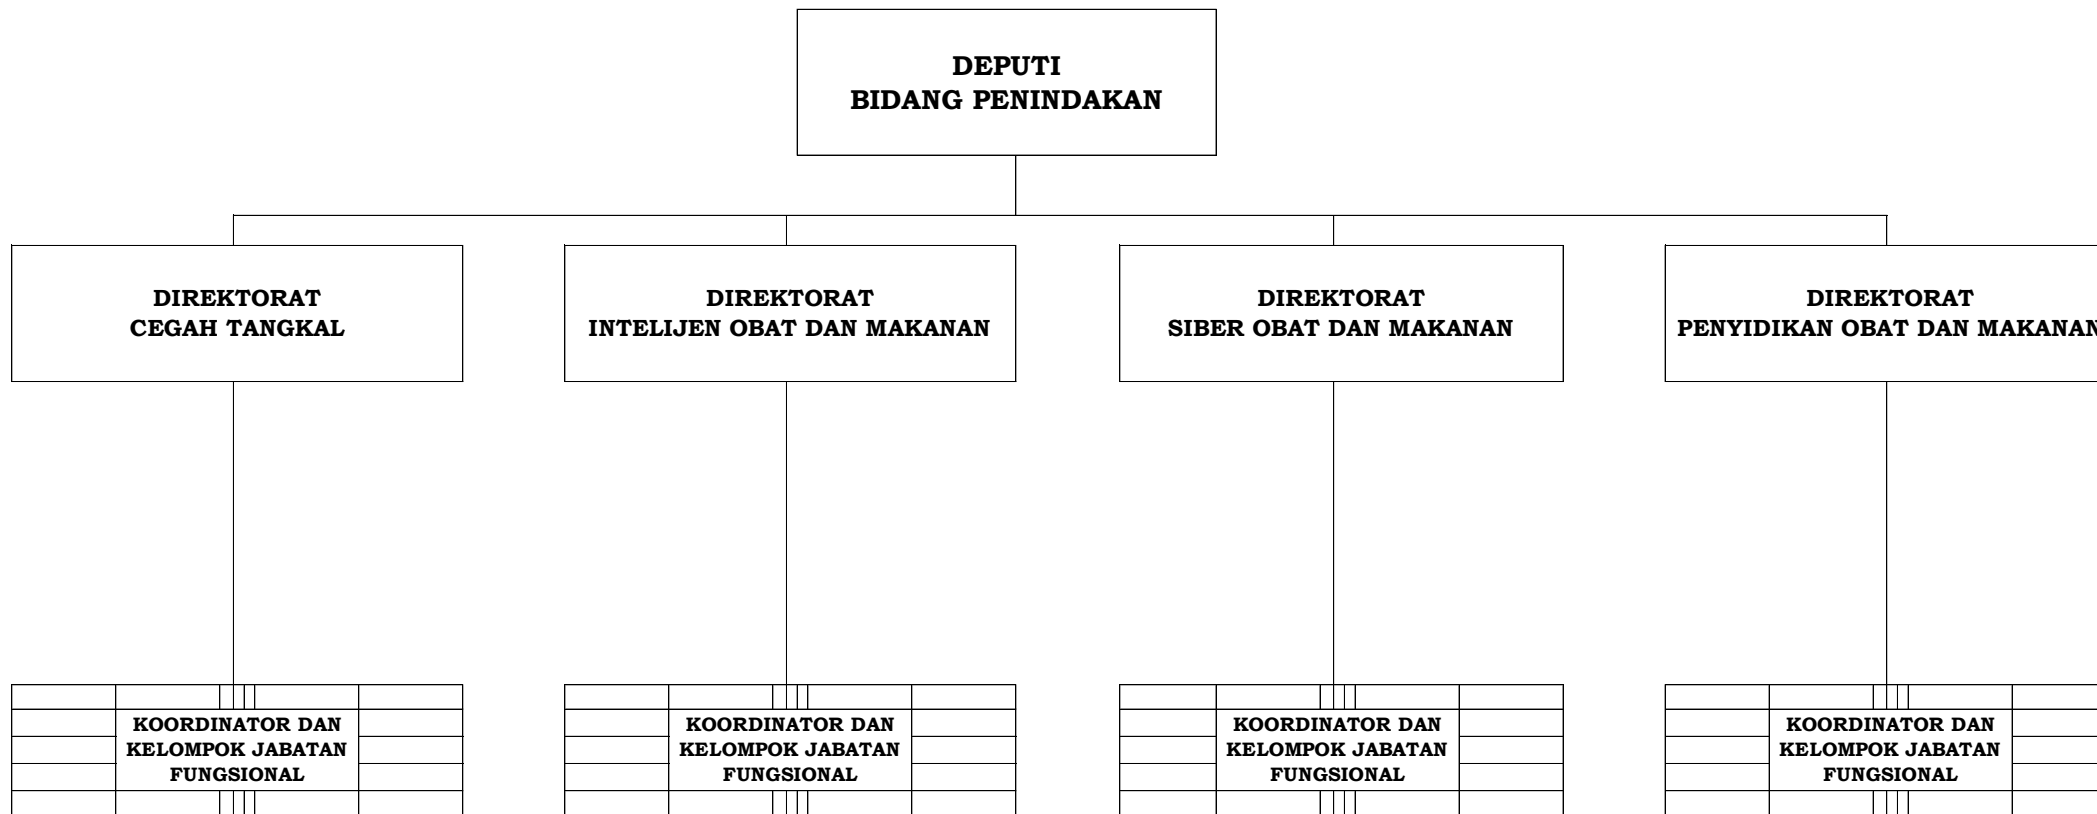 DEPUTI
BIDANG PENINDAKAN
DIREKTORAT
CEGAH TANGKAL
DIREKTORAT
INTELIJEN OBAT DAN MAKANAN
DIREKTORAT
SIBER OBAT DAN MAKANAN
DIREKTORAT
PENYIDIKAN OBAT DAN MAKANAN
KOORDINATOR DAN
KELOMPOK JABATAN
FUNGSIONAL
KOORDINATOR DAN
KELOMPOK JABATAN
FUNGSIONAL
KOORDINATOR DAN
KELOMPOK JABATAN
FUNGSIONAL
KOORDINATOR DAN
KELOMPOK JABATAN
FUNGSIONAL